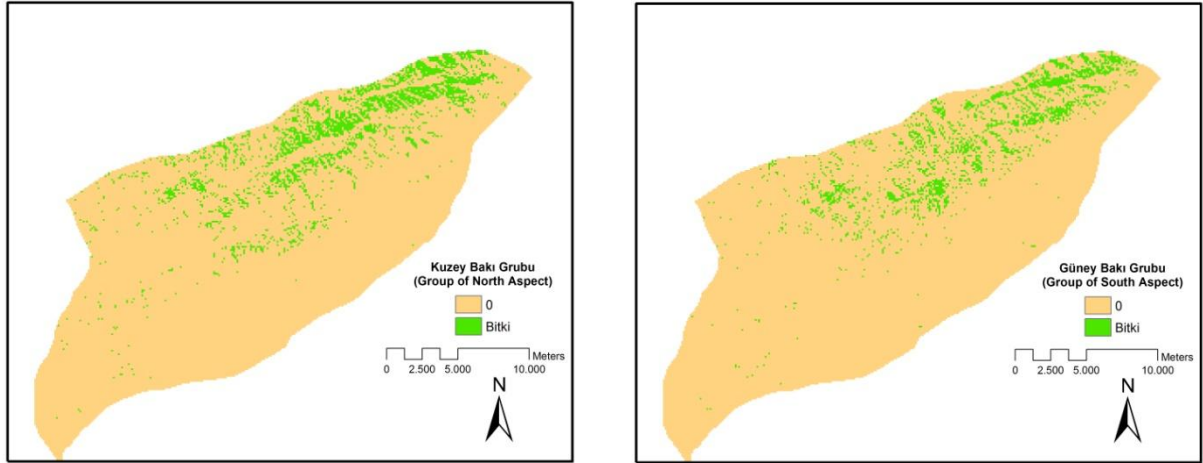 Kuzey Bakı Grubu
(Group of North Aspect)
0
Bitki
Meters
0 2.500 5.000 10.000
N
Güney Bakı Grubu
(Group of South Aspect)
0
Bitki
Meters
0 2.500 5.000 10.000
N